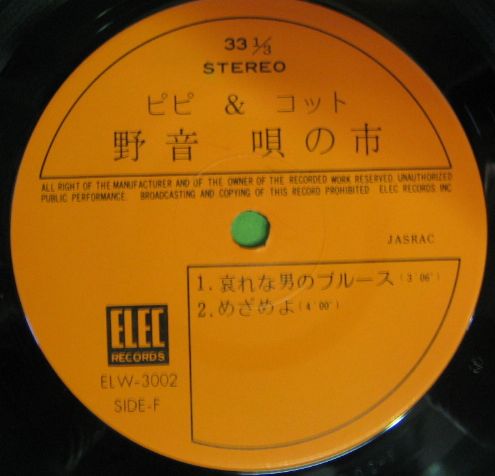 33 1/3
STEREO
ピピ & コット
野音 唄の市
ALL RIGHT OF THE MANUFACTURER AND OF THE OWNER OF THE RECORDED WORK RESERVED. UNAUTHORIZED
PUBLIC PERFORMANCE. BROADCASTING AND COPYING OF THIS RECORD PROHIBITED ELEC RECORDS INC
JASRAC
1. 哀れな男のブルース (3'06")
2. めざめよ (4'00")
ELEC
RECORDS
ELW-3002
SIDE-F